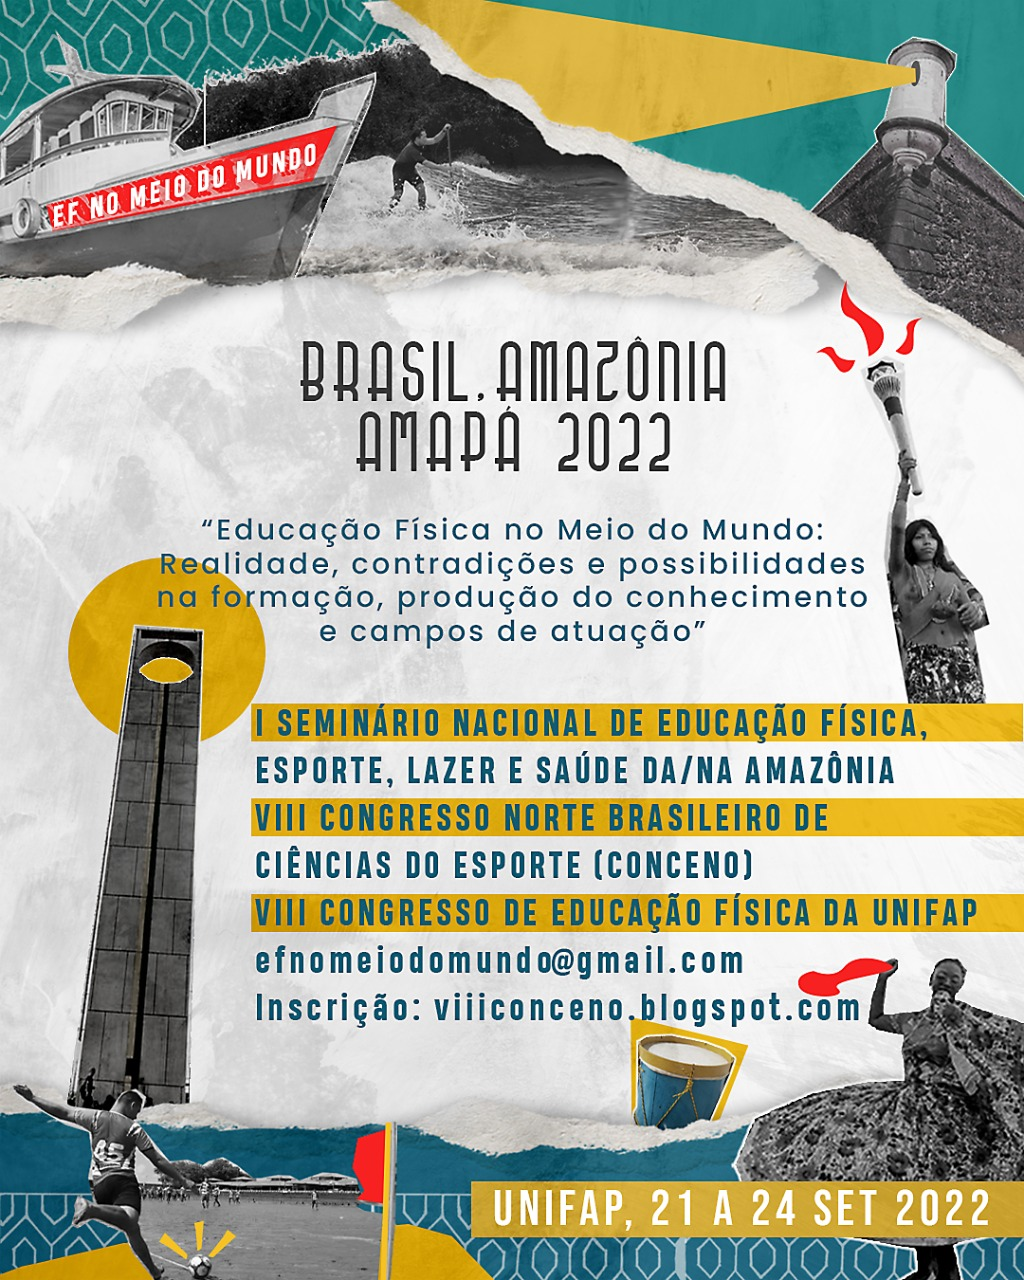 EF NO MEIO DO MUNDO
BRASIL, AMAZÔNIA
AMAPÁ 2022
“Educação Física no Meio do Mundo:
Realidade, contradições e possibilidades
na formação, produção do conhecimento
e campos de atuação”
I SEMINÁRIO NACIONAL DE EDUCAÇÃO FÍSICA,
ESPORTE, LAZER E SAÚDE DA/NA AMAZÔNIA
VIII CONGRESSO NORTE BRASILEIRO DE
CIÊNCIAS DO ESPORTE (CONCENO)
VIII CONGRESSO DE EDUCAÇÃO FÍSICA DA UNIFAP
efnomeiodomundo@gmail.com
Inscrição: viiiconceno.blogspot.com
UNIFAP, 21 A 24 SET 2022